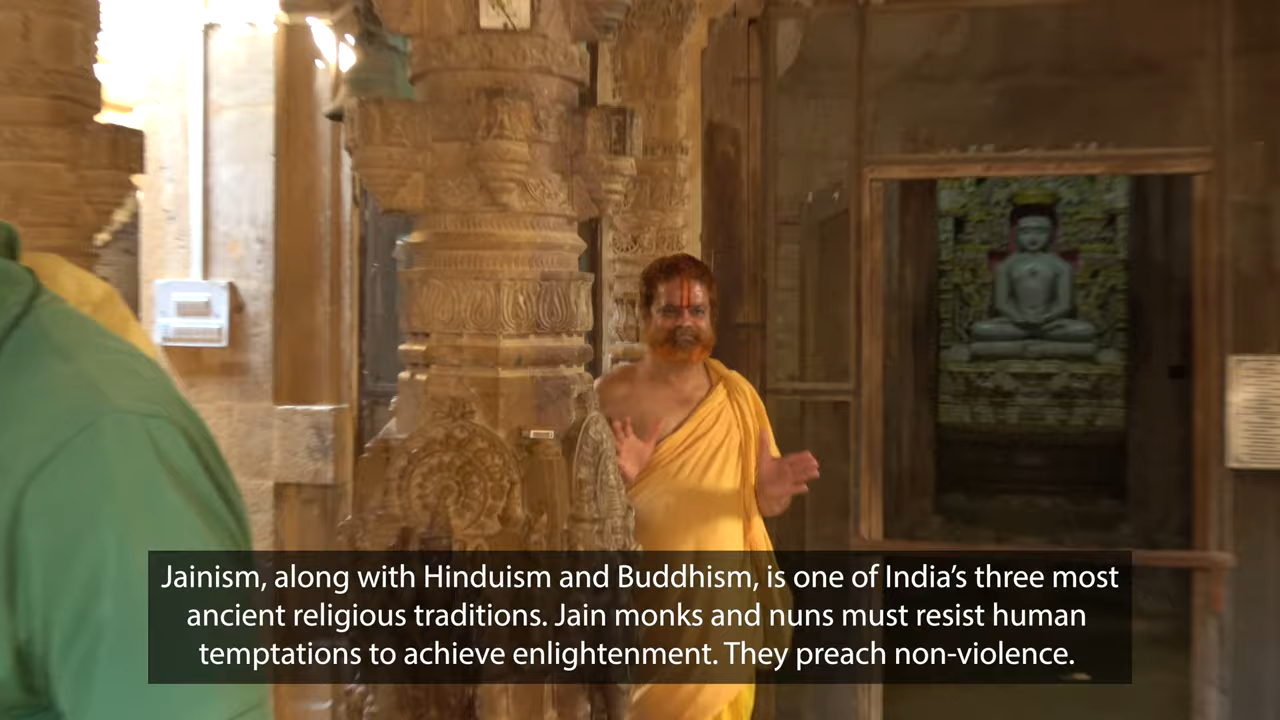 Jainism, along with Hinduism and Buddhism, is one of India’s three most
ancient religious traditions. Jain monks and nuns must resist human
temptations to achieve enlightenment. They preach non-violence.